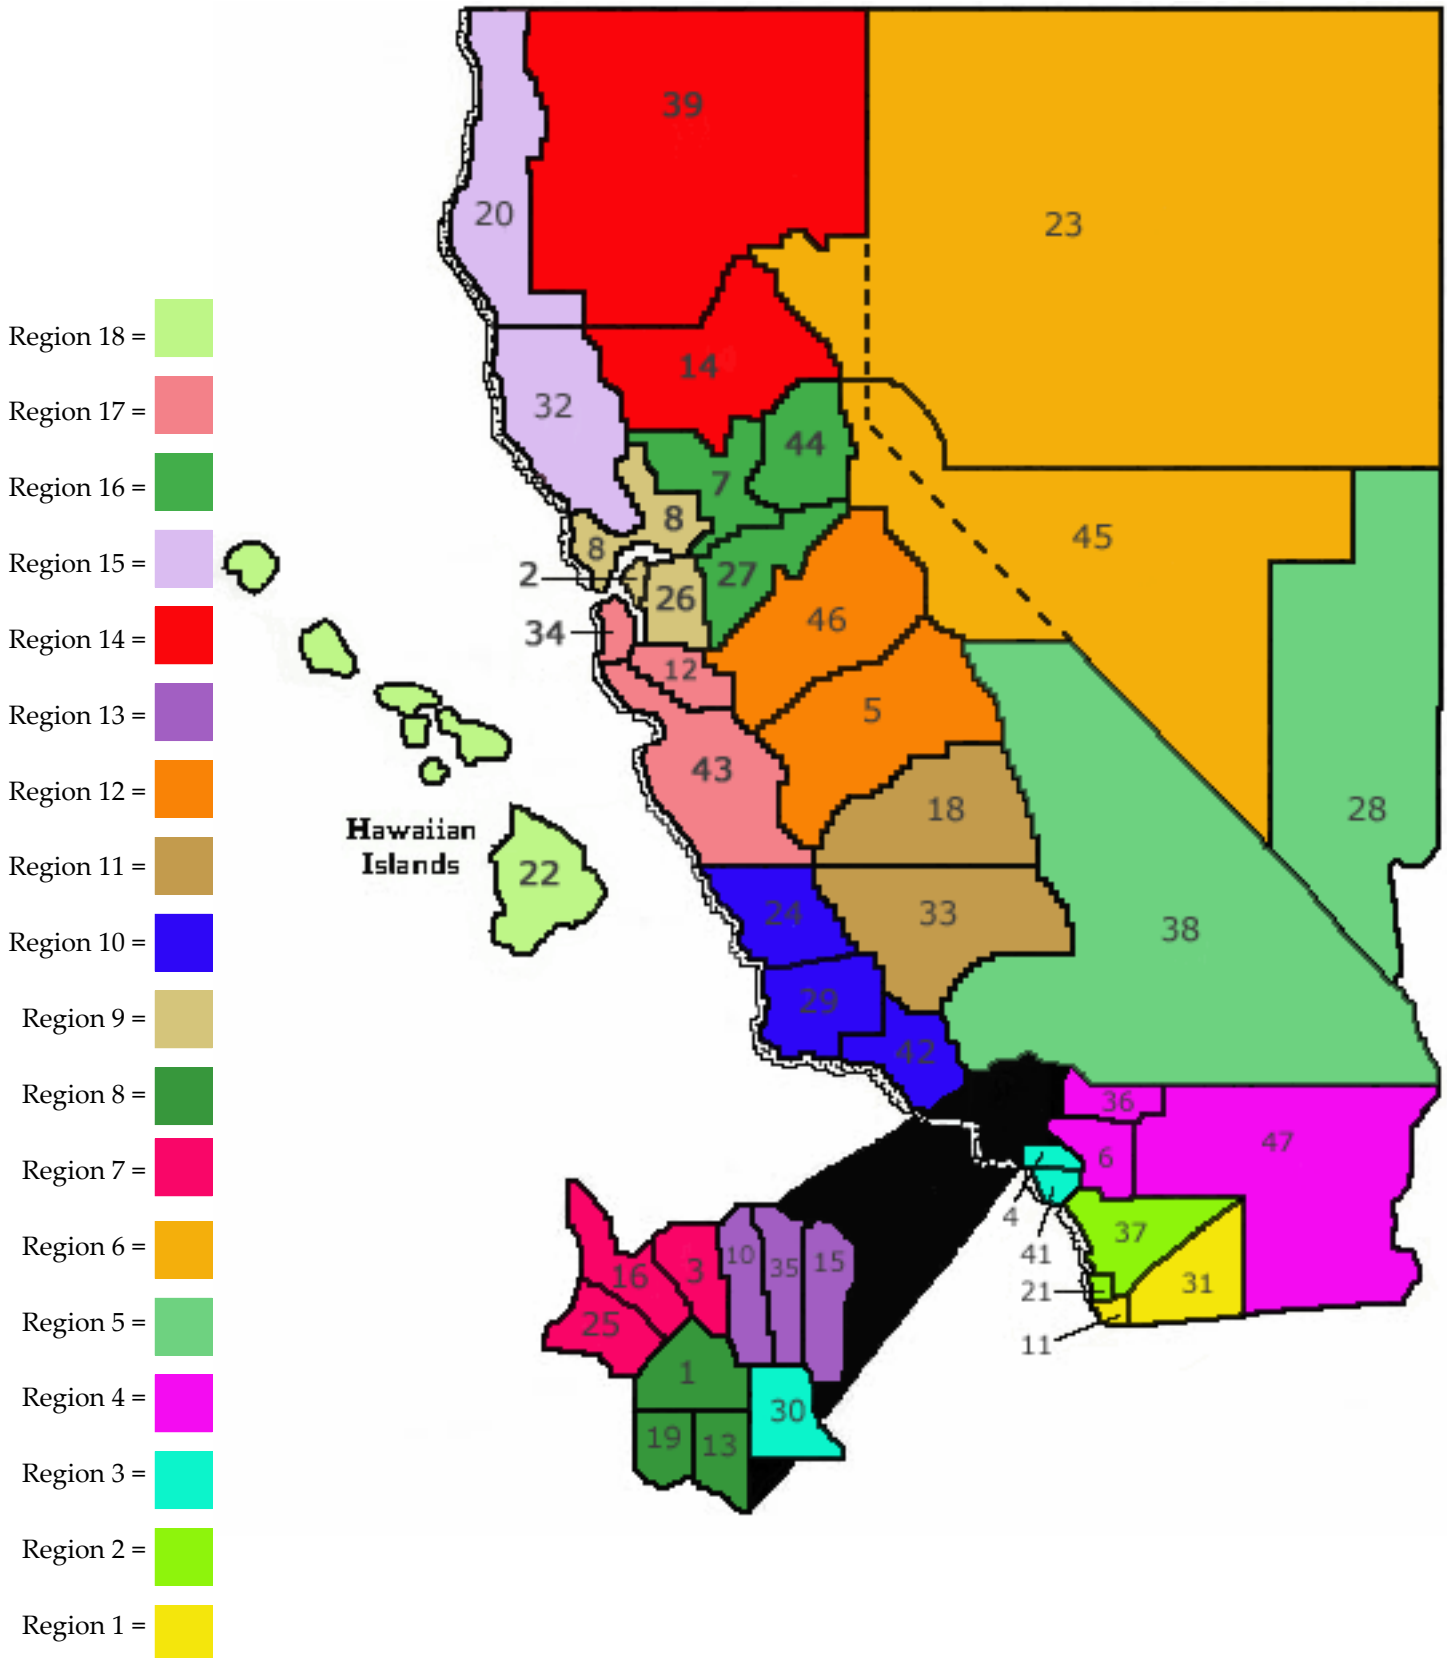 39
20
23
Region 18 =
14
32
Region 17 =
44
7
Region 16 =
8
45
8
Region 15 =
2
27
26
46
34
Region 14 =
12
5
Region 13 =
43
Region 12 =
18
28
Hawaiian
Islands
22
Region 11 =
24
33
38
Region 10 =
29
Region 9 =
42
Region 8 =
36
47
6
Region 7 =
4
37
Region 6 =
10
41
35
15
3
16
31
21
Region 5 =
25
11
1
Region 4 =
30
19
13
Region 3 =
Region 2 =
Region 1 =